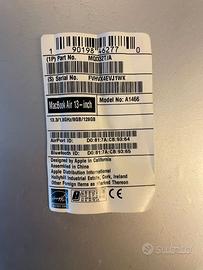 1 90198 46277 0
(1P) Part No. MQD32T/A
(S) Serial No.
MacBook Air 13-inch
Model No.: A1466
13.3/1.8GHz/8GB/128GB
AirPort ID:
Bluetooth ID:
Designed by Apple in California
Assembled in China
Apple Distribution International
Hollyhill Industrial Estate, Cork, Ireland
Other Foreign Items as Marked Thereon
Subito.it